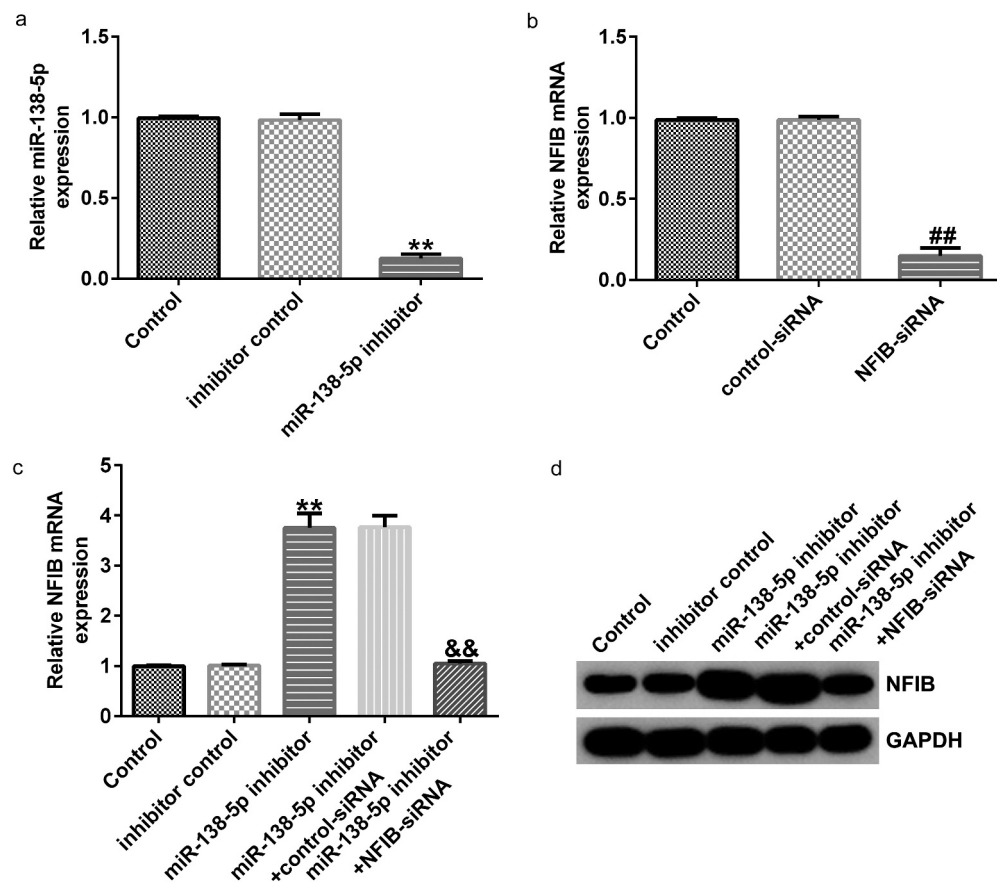 a
Relative miR-138-5p
expression
1.5
1.0
0.5
0.0
**
Control
inhibitor control
miR-138-5p inhibitor
b
Relative NFIB mRNA
expression
1.5
1.0
0.5
0.0
##
Control
control-siRNA
NFIB-siRNA
c
Relative NFIB mRNA
expression
5
4
3
2
1
0
**
&&
Control
inhibitor control
miR-138-5p inhibitor
miR-138-5p inhibitor
+control-siRNA
miR-138-5p inhibitor
+NFIB-siRNA
d
Control
inhibitor control
miR-138-5p inhibitor
miR-138-5p inhibitor
+control-siRNA
miR-138-5p inhibitor
+NFIB-siRNA
NFIB
GAPDH